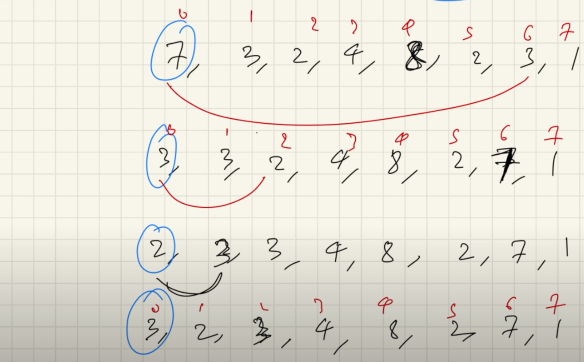 0 1 2 3 4 5 6 7
7, 3, 2, 4, 8, 2, 3, 1
0 1 2 3 4 5 6 7
3, 3, 2, 4, 8, 2, 7, 1
2, 3, 3, 4, 8, 2, 7, 1
0 1 2 3 4 5 6 7
3, 2, 3, 4, 8, 2, 7, 1